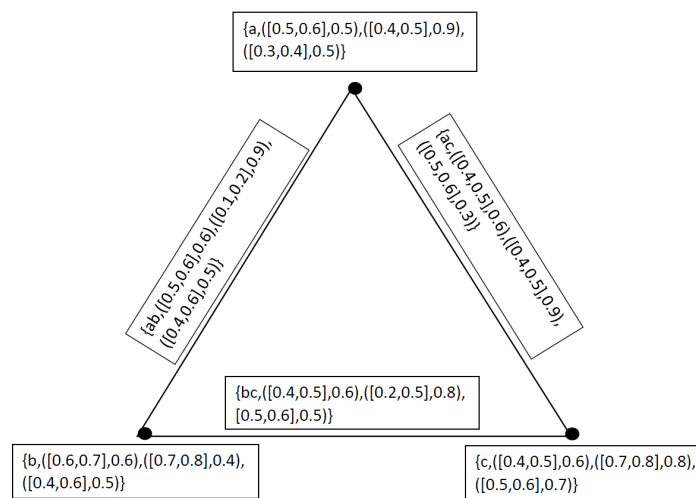 {a,([0.5,0.6],0.5),([0.4,0.5],0.9),
([0.3,0.4],0.5)}
{ab,([0.5,0.6],0.6),([0.1,0.2],0.9),
([0.4,0.6],0.5)}
{ac,([0.4,0.5],0.6),([0.4,0.5],0.9),
([0.5,0.6],0.3)}
{bc,([0.4,0.5],0.6),([0.2,0.5],0.8),
[0.5,0.6],0.5)}
{b,([0.6,0.7],0.6),([0.7,0.8],0.4),
([0.4,0.6],0.5)}
{c,([0.4,0.5],0.6),([0.7,0.8],0.8),
([0.5,0.6],0.7)}